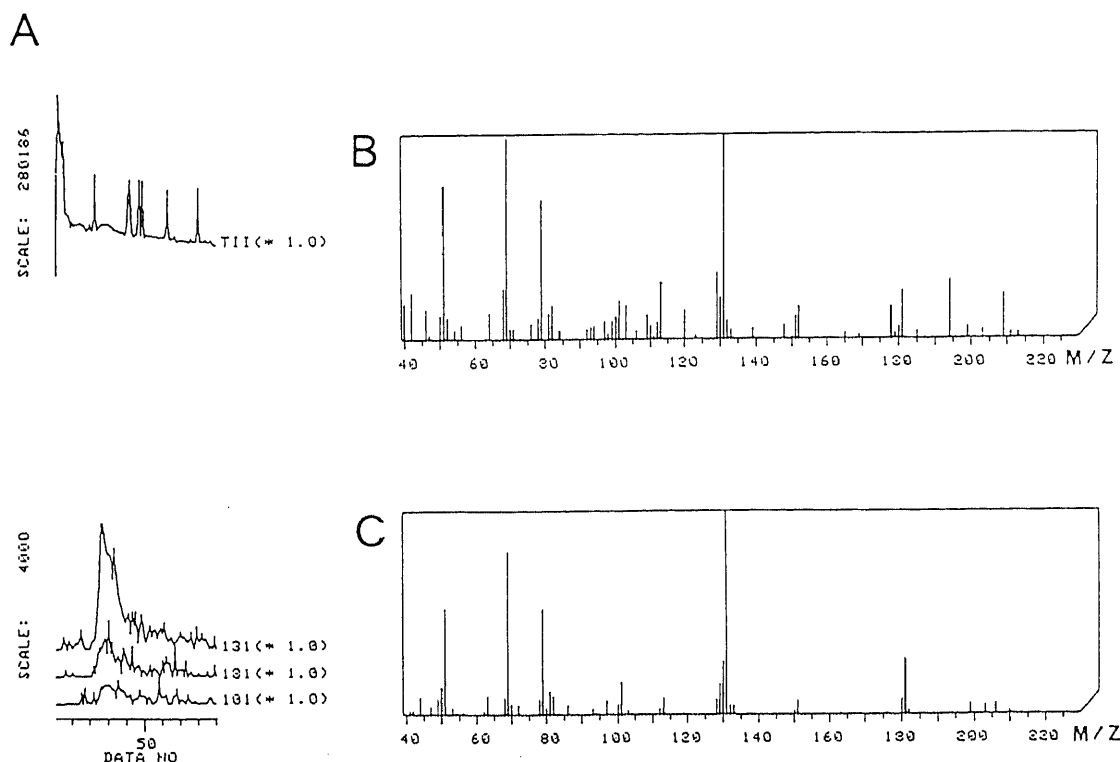 A
SCALE: 280186
TII(* 1.0)
B
40 60 80 100 120 140 160 180 200 220 M/Z
SCALE: 4000
131(* 1.0)
181(* 1.0)
101(* 1.0)
50
DATA NO
C
40 60 80 100 120 140 160 180 200 220 M/Z